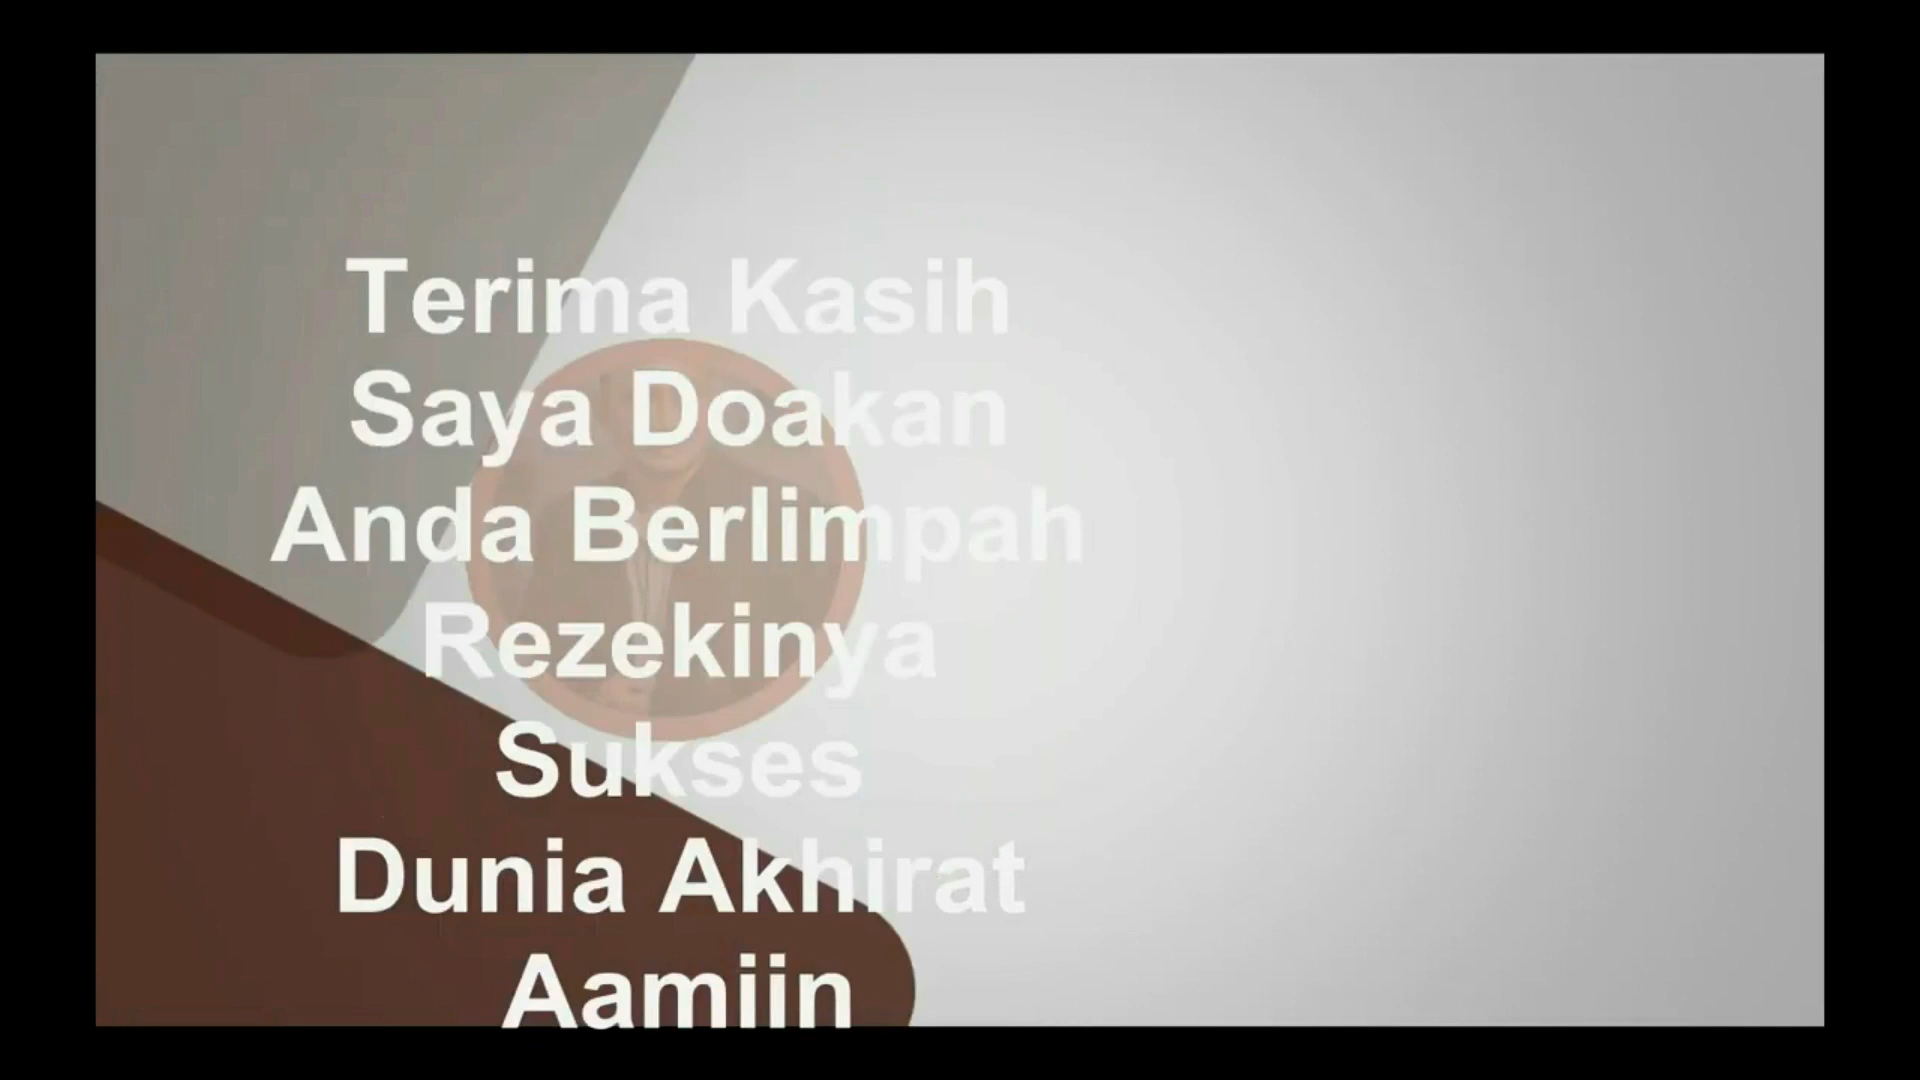 Terima Kasih
Saya Doakan
Anda Berlimpah
Rezekinya
Sukses
Dunia Akhirat
Aamiin